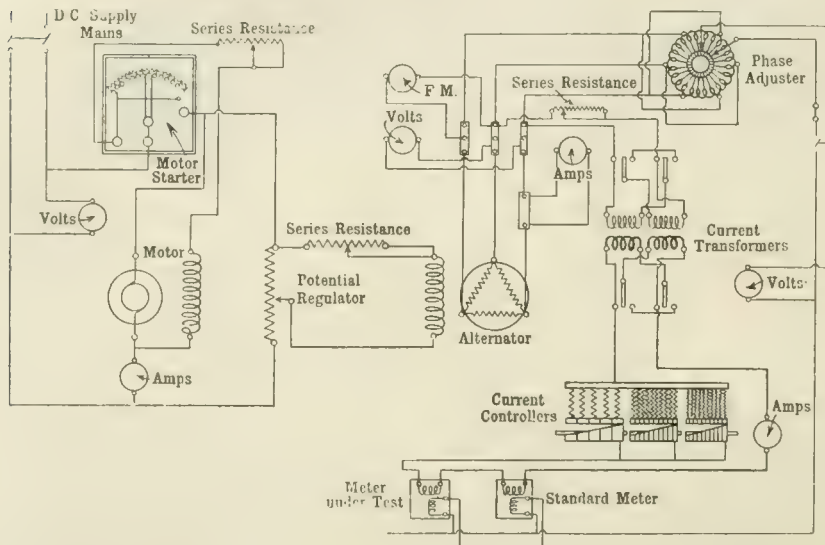 D.C. Supply
Mains
Series Resistance
Motor
Starter
Volts
Motor
Amps
Series Resistance
Potential
Regulator
F M.
Volts
Series Resistance
Amps
Phase
Adjuster
Alternator
Current
Transformers
Volts
Current
Controllers
Amps
Meter
under Test
Standard Meter